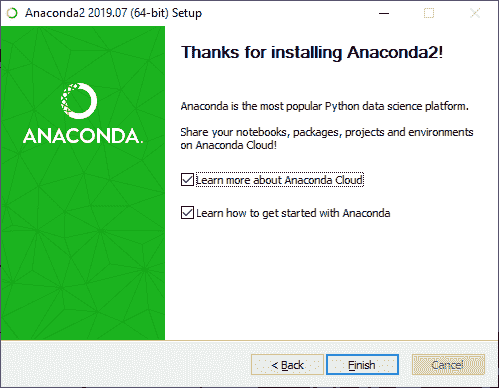 Anaconda2 2019.07 (64-bit) Setup
Thanks for installing Anaconda2!
ANACONDA.
Anaconda is the most popular Python data science platform.
Share your notebooks, packages, projects and environments
on Anaconda Cloud!
Learn more about Anaconda Cloud
Learn how to get started with Anaconda
< Back
Finish
Cancel